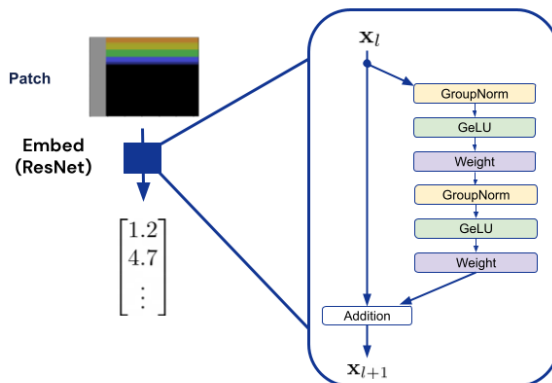 Patch
Embed
(ResNet)
[1.2
4.7
⋮]
x_l
GroupNorm
GeLU
Weight
GroupNorm
GeLU
Weight
Addition
x_{l+1}